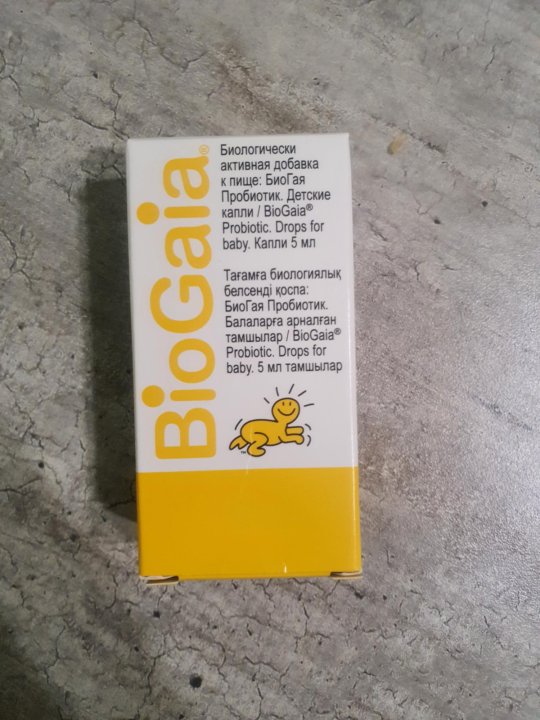 BioGaia®
Биологически
активная добавка
к пище: БиоГая
Пробиотик. Детские
капли / BioGaia®
Probiotic. Drops for
baby. Капли 5 мл
Тағамға биологиялық
белсенді қоспа:
БиоГая Пробиотик.
Балаларға арналған
тамшылар / BioGaia®
Probiotic. Drops for
baby. 5 мл тамшылар
™